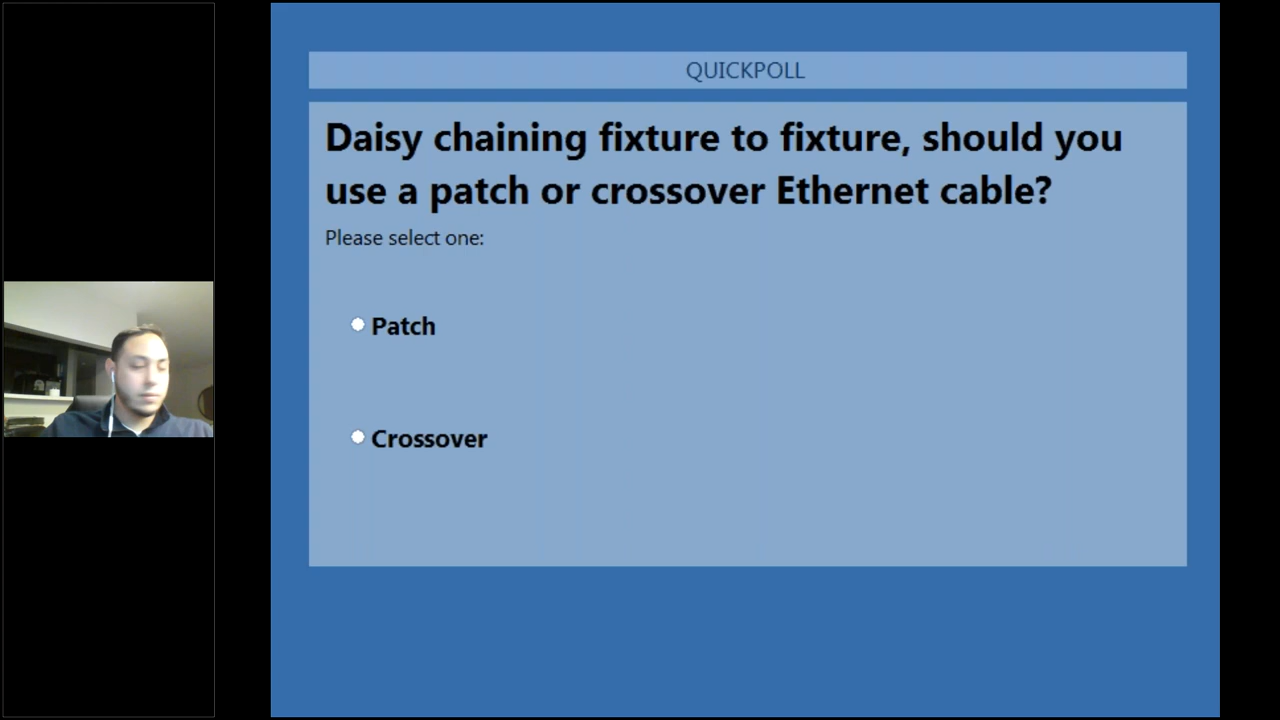 QUICKPOLL
Daisy chaining fixture to fixture, should you
use a patch or crossover Ethernet cable?
Please select one:
Patch
Crossover